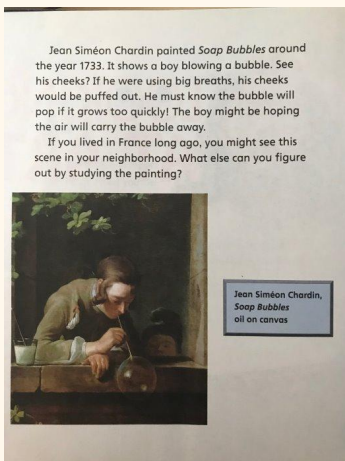 Jean Siméon Chardin painted Soap Bubbles around
the year 1733. It shows a boy blowing a bubble. See
his cheeks? If he were using big breaths, his cheeks
would be puffed out. He must know the bubble will
pop if it grows too quickly! The boy might be hoping
the air will carry the bubble away.
If you lived in France long ago, you might see this
scene in your neighborhood. What else can you figure
out by studying the painting?
Jean Siméon Chardin,
Soap Bubbles
oil on canvas